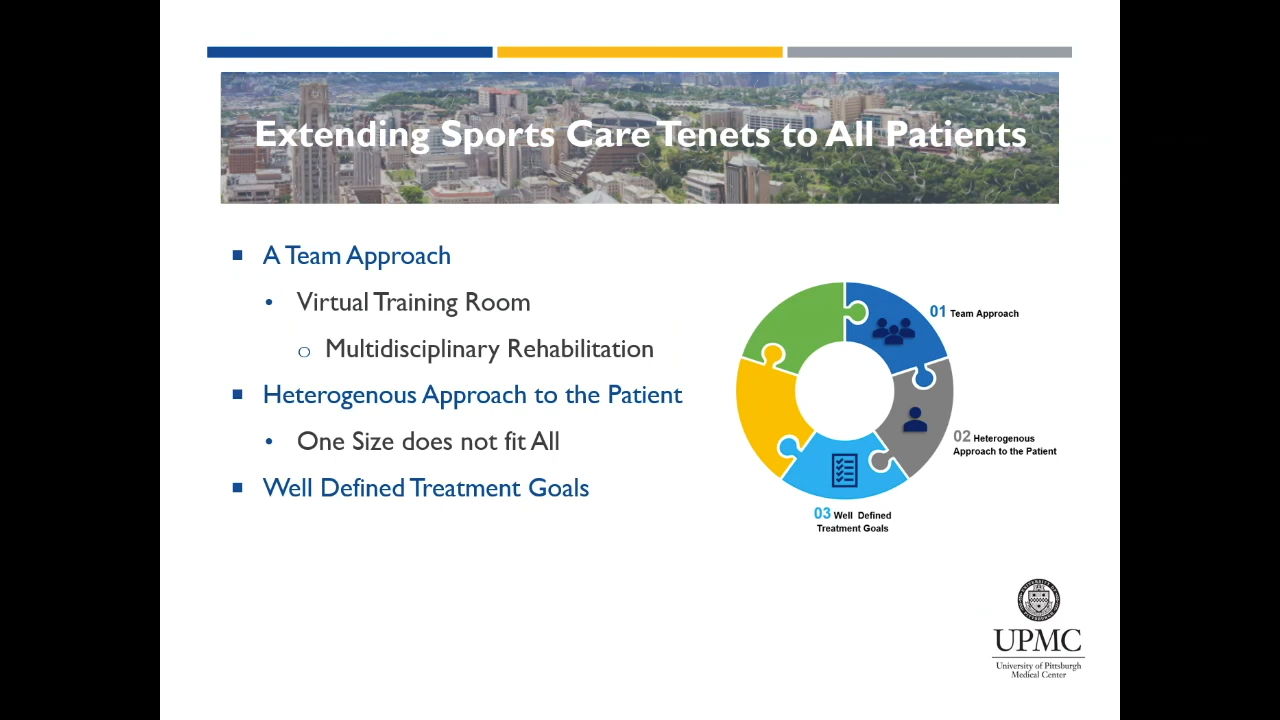 Extending Sports Care Tenets to All Patients
A Team Approach
Virtual Training Room
Multidisciplinary Rehabilitation
Heterogenous Approach to the Patient
One Size does not fit All
Well Defined Treatment Goals
01 Team Approach
02 Heterogenous
Approach to the Patient
03 Well Defined
Treatment Goals
UPMC
University of Pittsburgh
Medical Center